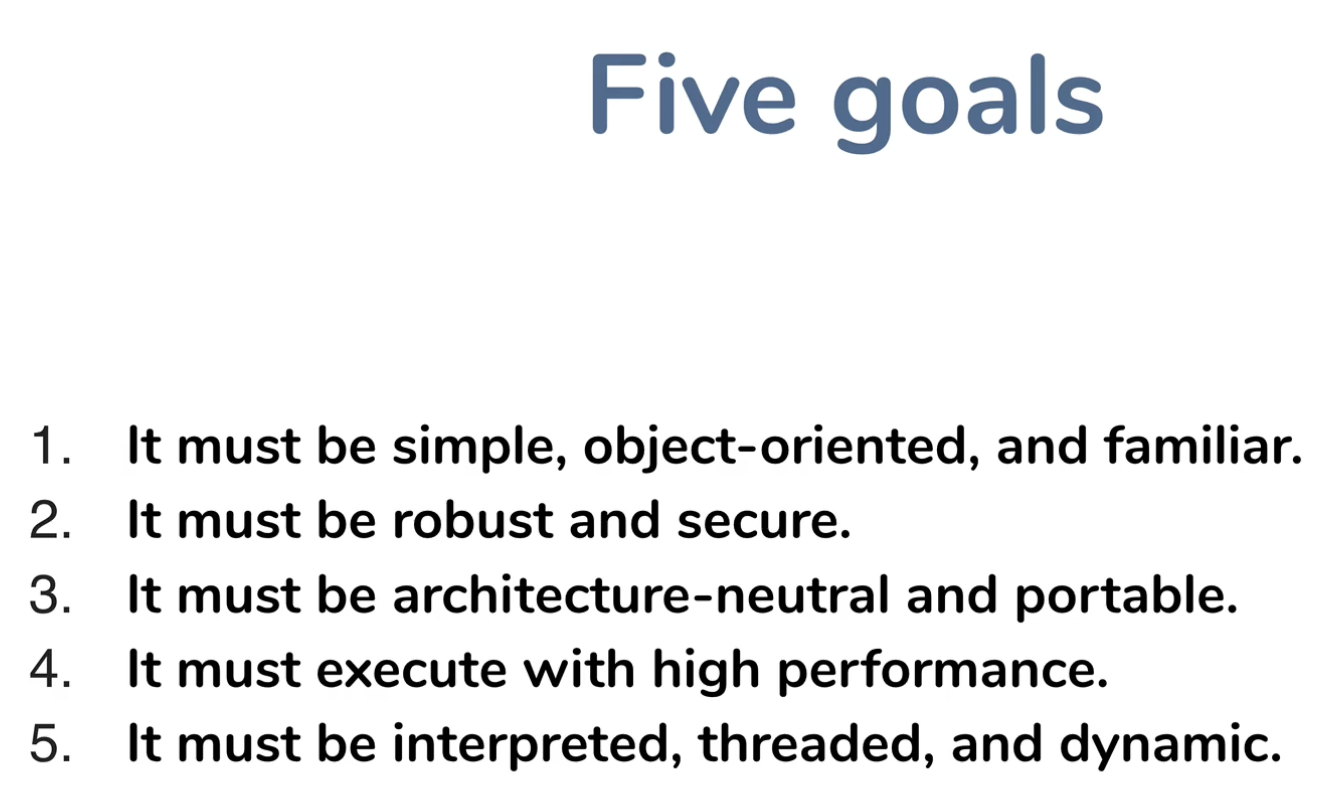 Five goals
1. It must be simple, object-oriented, and familiar.
2. It must be robust and secure.
3. It must be architecture-neutral and portable.
4. It must execute with high performance.
5. It must be interpreted, threaded, and dynamic.